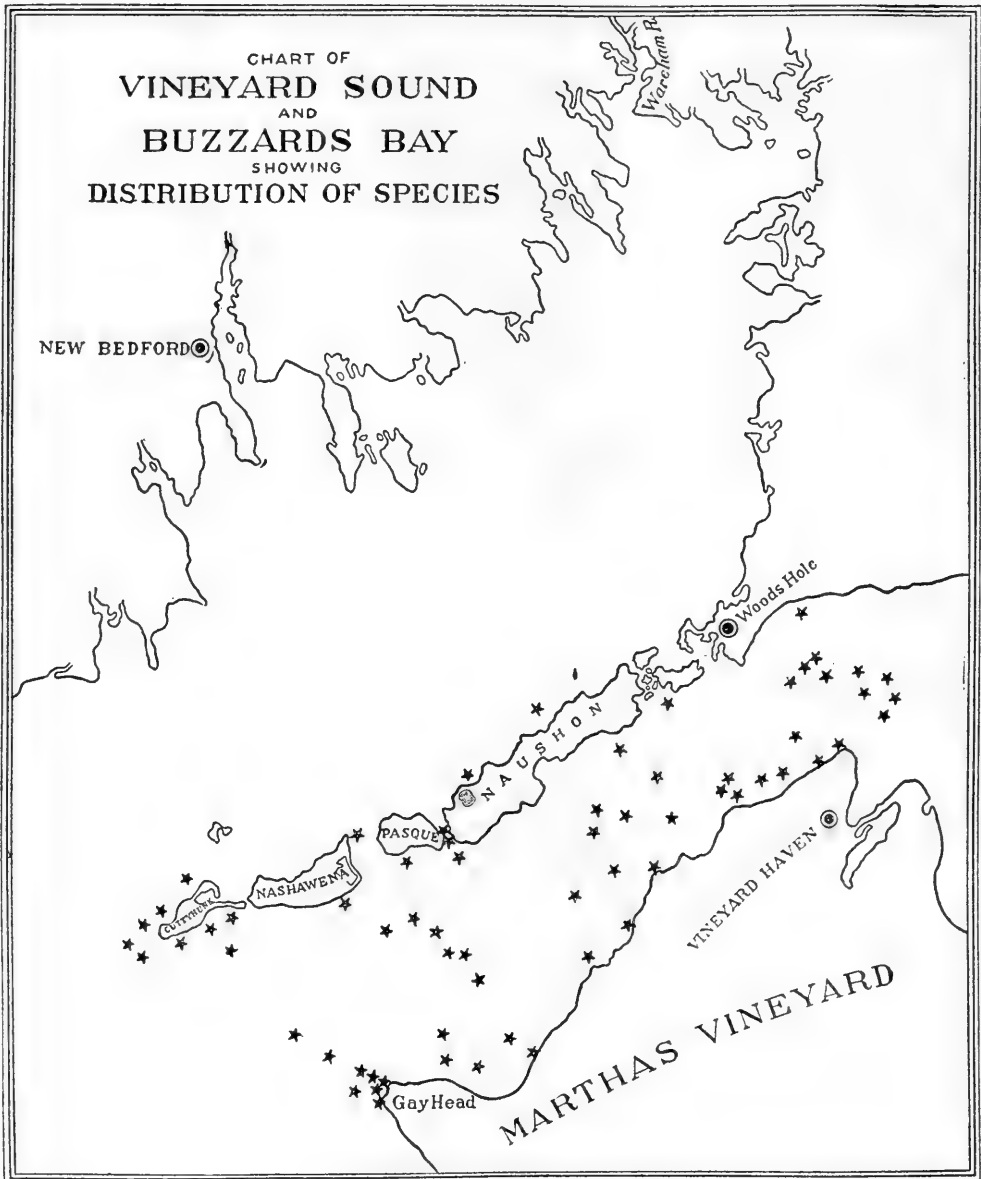 CHART OF
VINEYARD SOUND
AND
BUZZARDS BAY
SHOWING
DISTRIBUTION OF SPECIES
Wareham R.
NEW BEDFORD
Woods Hole
NAUSHON
PASQUE
NASHAWENA
CUTTYHUNK
VINEYARD HAVEN
MARTHAS VINEYARD
Gay Head